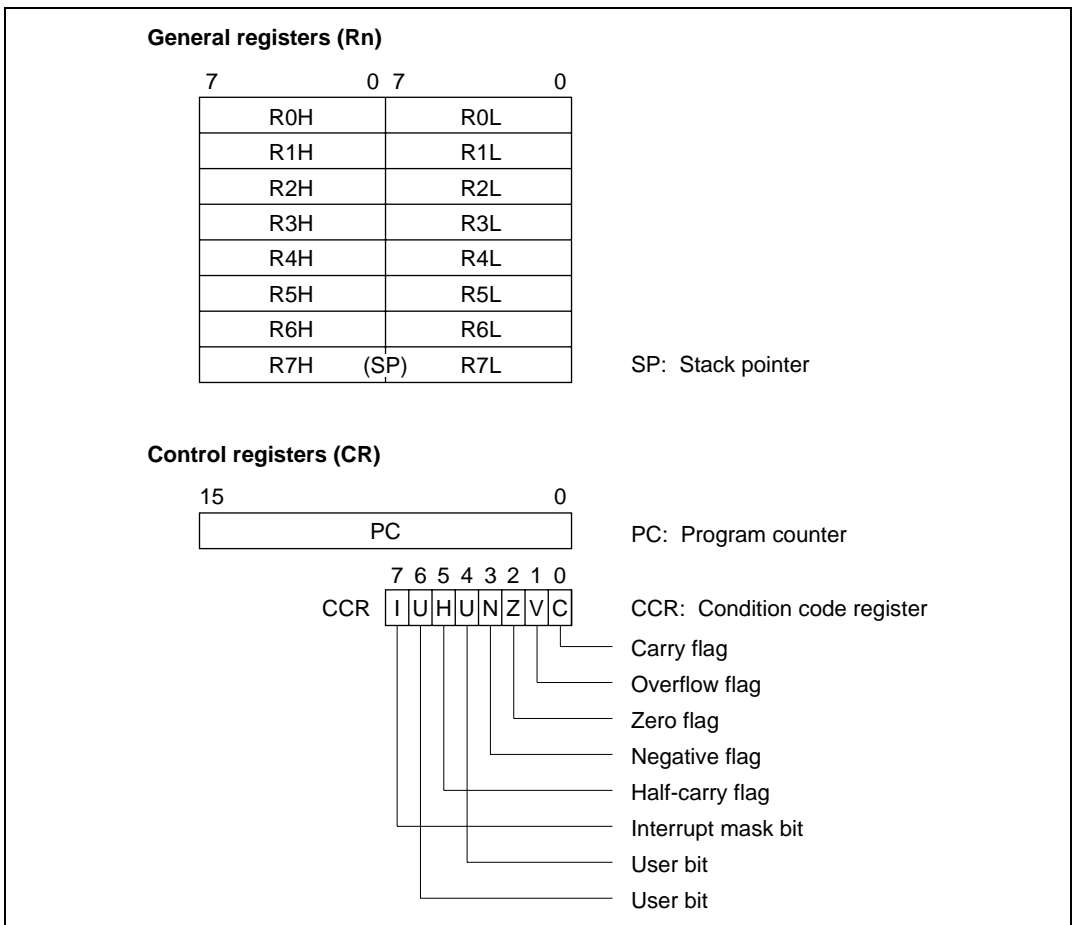 General registers (Rn)
7 0 7 0
R0H R0L
R1H R1L
R2H R2L
R3H R3L
R4H R4L
R5H R5L
R6H R6L
R7H (SP) R7L SP: Stack pointer
Control registers (CR)
15 0
PC PC: Program counter
7 6 5 4 3 2 1 0
CCR I U H U N Z V C CCR: Condition code register
Carry flag
Overflow flag
Zero flag
Negative flag
Half-carry flag
Interrupt mask bit
User bit
User bit